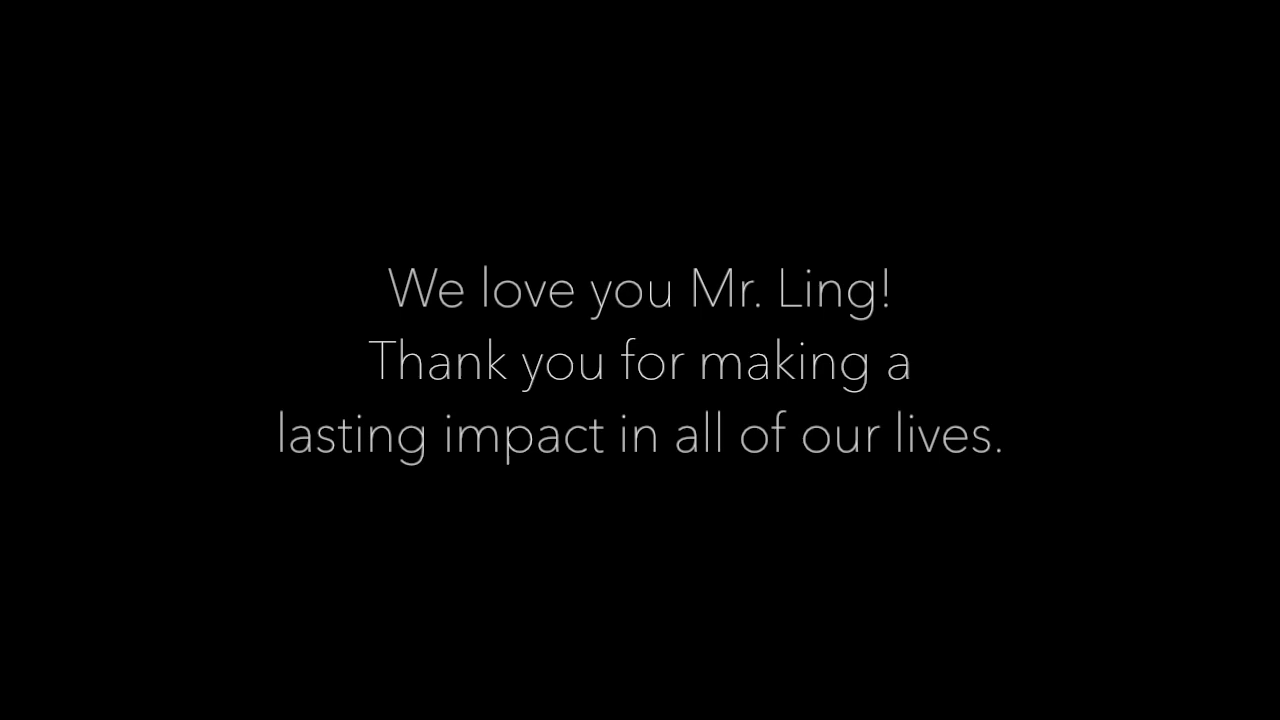 We love you Mr. Ling!
Thank you for making a
lasting impact in all of our lives.